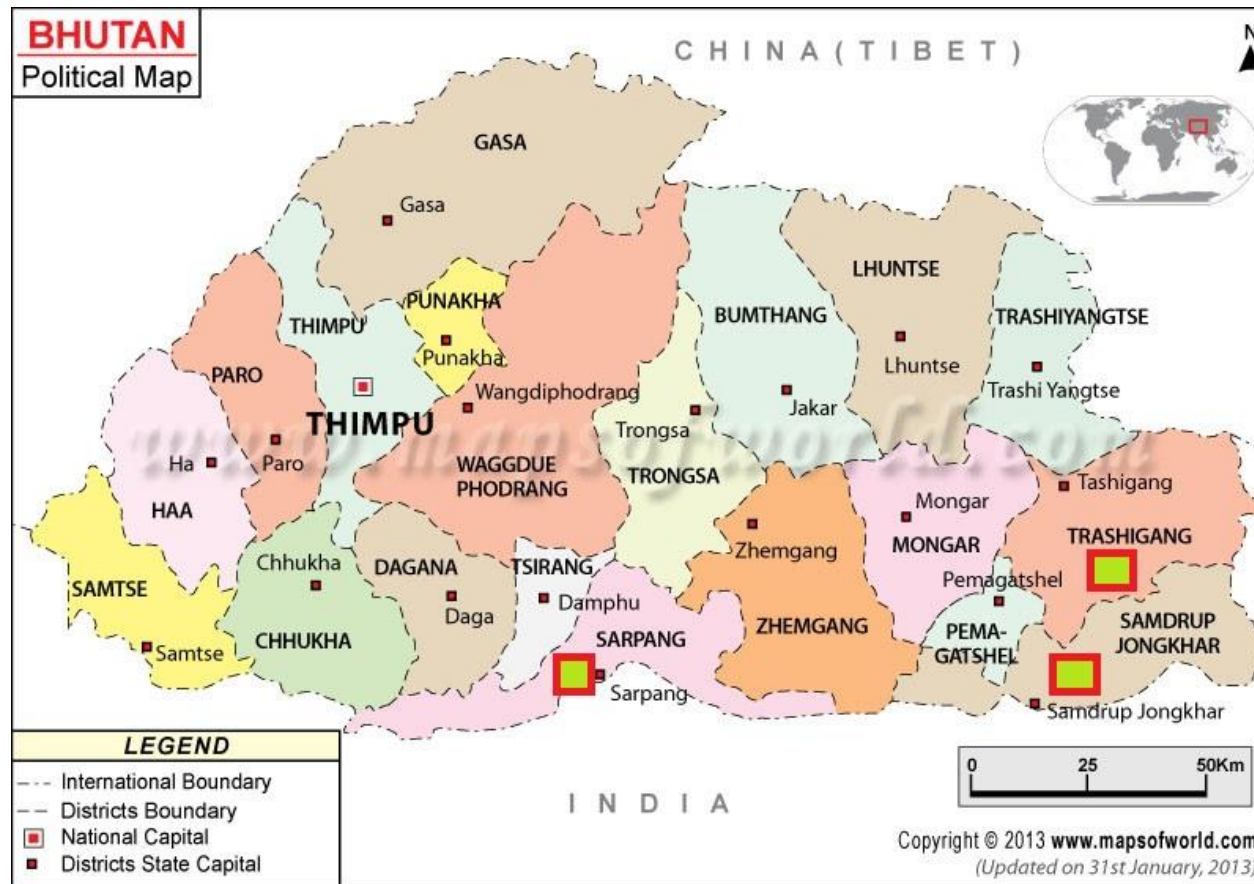 BHUTAN
Political Map
CHINA (TIBET)
N
GASA
Gasa
PUNAKHA
Punakha
THIMPU
THIMPU
PARO
Paro
Ha
HAA
Wangdiphodrang
WAGGDUE
PHODRANG
BUMTHANG
Jakar
LHUNTSE
Lhuntse
TRASHIYANGTSE
Trashi Yangtse
Trongsa
TRONGSA
www.mapsofworld.com
Tashigang
TRASHIGANG
Mongar
MONGAR
Zhemgang
ZHEMGANG
Pemagatshel
PEMA-
GATSHEL
SAMDRUP
JONGKHAR
Samdrup Jongkhar
SAMTSE
Samtse
Chhukha
CHHUKHA
DAGANA
Daga
TSIRANG
Damphu
SARPANG
Sarpang
INDIA
LEGEND
International Boundary
Districts Boundary
National Capital
Districts State Capital
0 25 50Km
Copyright © 2013 www.mapsofworld.com
(Updated on 31st January, 2013)